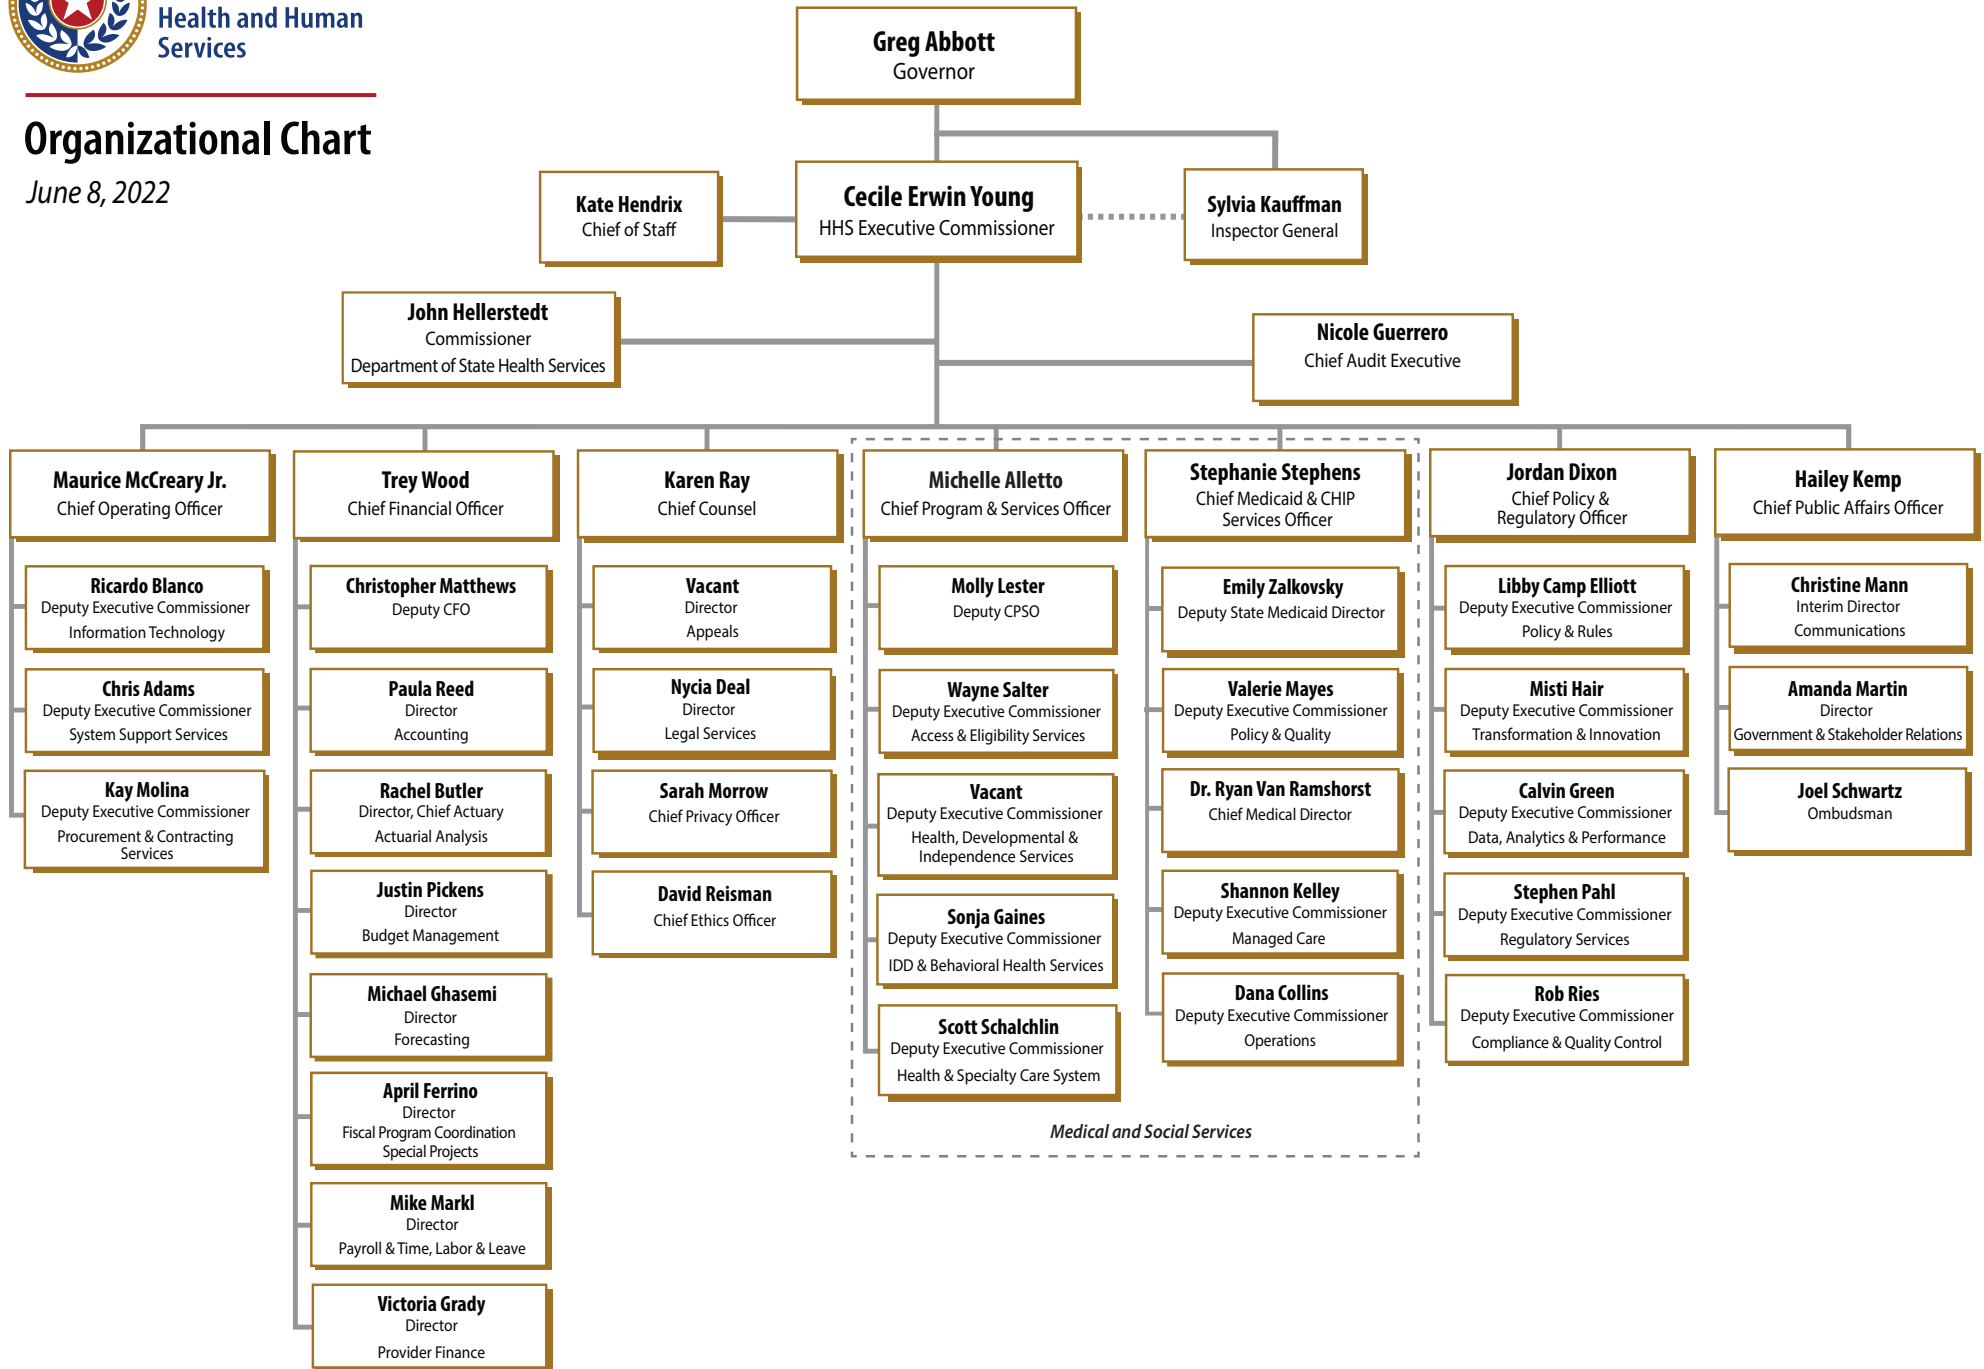 Health and Human
Services
Organizational Chart
June 8, 2022
Greg Abbott
Governor
Kate Hendrix
Chief of Staff
Cecile Erwin Young
HHS Executive Commissioner
Sylvia Kauffman
Inspector General
John Hellerstedt
Commissioner
Department of State Health Services
Nicole Guerrero
Chief Audit Executive
Maurice McCreary Jr.
Chief Operating Officer
Ricardo Blanco
Deputy Executive Commissioner
Information Technology
Chris Adams
Deputy Executive Commissioner
System Support Services
Kay Molina
Deputy Executive Commissioner
Procurement & Contracting
Services
Trey Wood
Chief Financial Officer
Christopher Matthews
Deputy CFO
Paula Reed
Director
Accounting
Rachel Butler
Director, Chief Actuary
Actuarial Analysis
Justin Pickens
Director
Budget Management
Michael Ghasemi
Director
Forecasting
April Ferrino
Director
Fiscal Program Coordination
Special Projects
Mike Markl
Director
Payroll & Time, Labor & Leave
Victoria Grady
Director
Provider Finance
Karen Ray
Chief Counsel
Vacant
Director
Appeals
Nycia Deal
Director
Legal Services
Sarah Morrow
Chief Privacy Officer
David Reisman
Chief Ethics Officer
Michelle Alletto
Chief Program & Services Officer
Molly Lester
Deputy CPSO
Wayne Salter
Deputy Executive Commissioner
Access & Eligibility Services
Vacant
Deputy Executive Commissioner
Health, Developmental &
Independence Services
Sonja Gaines
Deputy Executive Commissioner
IDD & Behavioral Health Services
Scott Schalchlin
Deputy Executive Commissioner
Health & Specialty Care System
Stephanie Stephens
Chief Medicaid & CHIP
Services Officer
Emily Zalkovsky
Deputy State Medicaid Director
Valerie Mayes
Deputy Executive Commissioner
Policy & Quality
Dr. Ryan Van Ramshorst
Chief Medical Director
Shannon Kelley
Deputy Executive Commissioner
Managed Care
Dana Collins
Deputy Executive Commissioner
Operations
Medical and Social Services
Jordan Dixon
Chief Policy &
Regulatory Officer
Libby Camp Elliott
Deputy Executive Commissioner
Policy & Rules
Misti Hair
Deputy Executive Commissioner
Transformation & Innovation
Calvin Green
Deputy Executive Commissioner
Data, Analytics & Performance
Stephen Pahl
Deputy Executive Commissioner
Regulatory Services
Rob Ries
Deputy Executive Commissioner
Compliance & Quality Control
Hailey Kemp
Chief Public Affairs Officer
Christine Mann
Interim Director
Communications
Amanda Martin
Director
Government & Stakeholder Relations
Joel Schwartz
Ombudsman